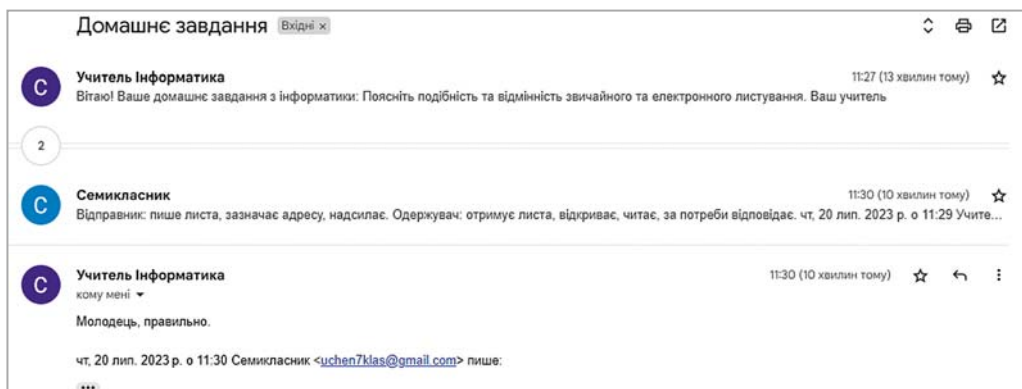 Домашнє завдання Вхідні ×
С
Учитель Інформатика 11:27 (13 хвилин тому)
Вітаю! Ваше домашнє завдання з інформатики: Поясніть подібність та відмінність звичайного та електронного листування. Ваш учитель
2
С
Семикласник 11:30 (10 хвилин тому)
Відправник: пише листа, зазначає адресу, надсилає. Одержувач: отримує листа, відкриває, читає, за потреби відповідає. чт, 20 лип. 2023 р. о 11:29 Учите...
С
Учитель Інформатика 11:30 (10 хвилин тому)
кому мені
Молодець, правильно.
чт, 20 лип. 2023 р. о 11:30 Семикласник <uchen7klas@gmail.com> пише: